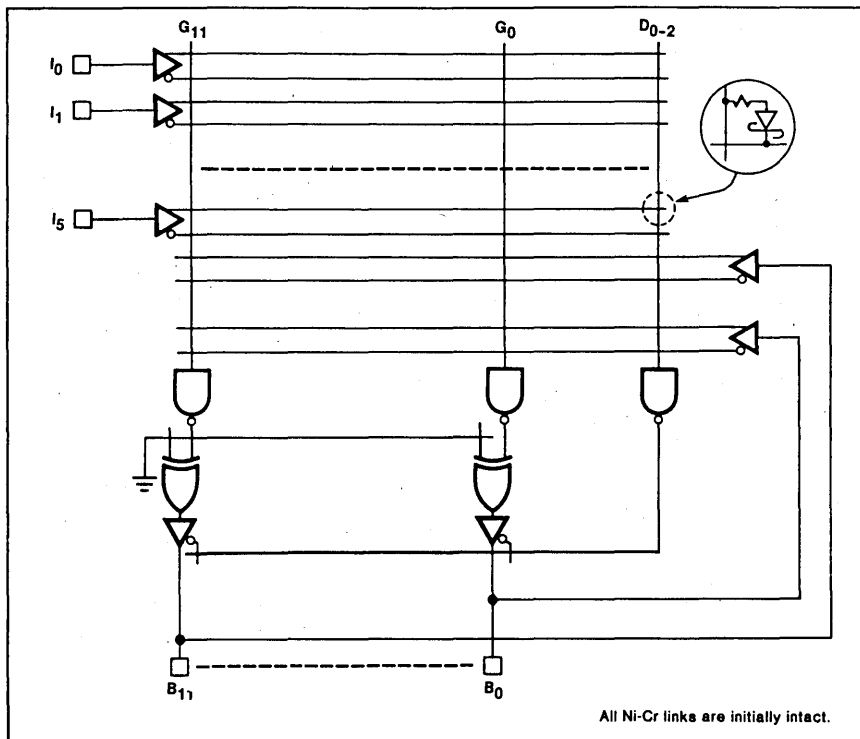 G11 G0 D0-2
I0
I1
I5
B11 B0
All Ni-Cr links are initially intact.